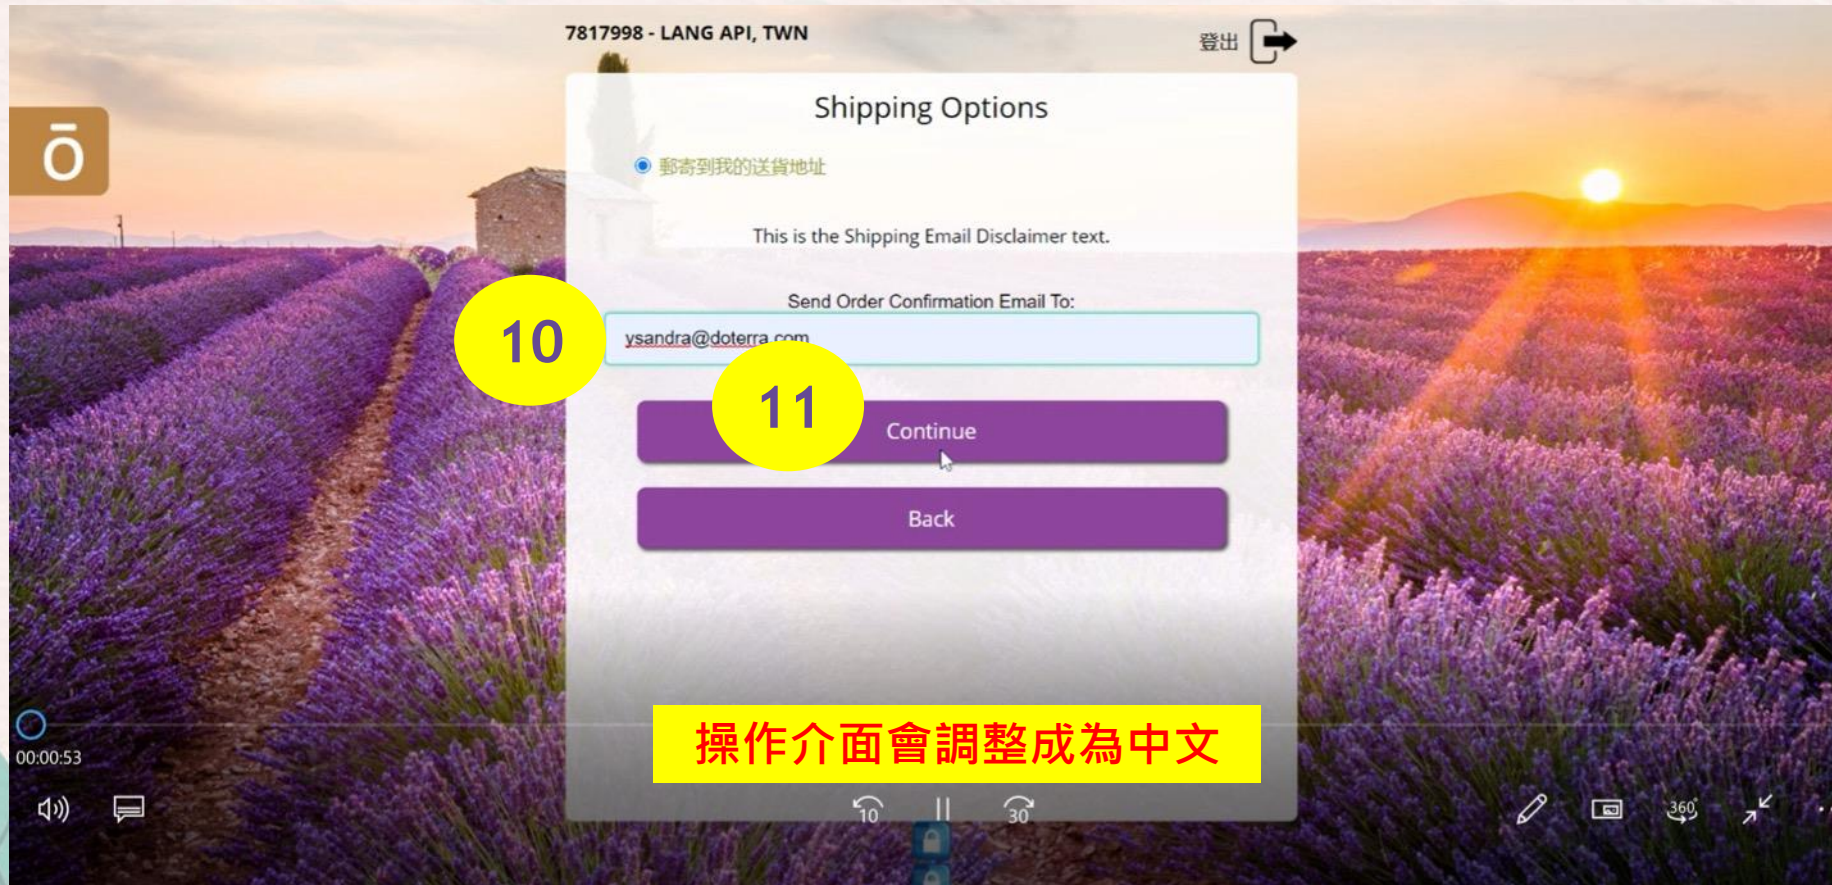 7817998 - LANG API, TWN
登出
ō
Shipping Options
郵寄到我的送貨地址
This is the Shipping Email Disclaimer text.
Send Order Confirmation Email To:
10
ysandra@doterra.com
11
Continue
Back
操作介面會調整成為中文
00:00:53
10
30
360°